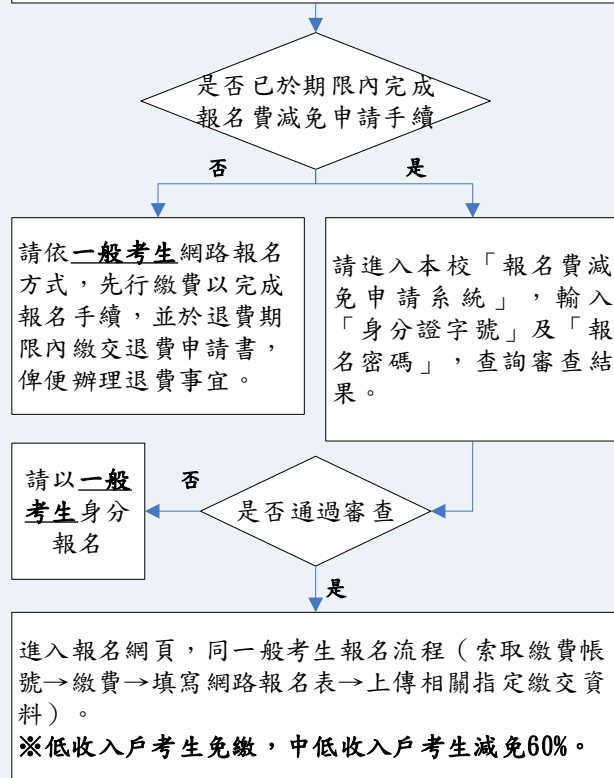 是否已於期限內完成
報名費減免申請手續
否
是
請依一般考生網路報名
方式，先行繳費以完成
報名手續，並於退費期
限內繳交退費申請書，
俾便辦理退費事宜。
請進入本校「報名費減
免申請系統」，輸入
「身分證字號」及「報
名密碼」，查詢審查結
果。
請以一般
考生身分
報名
否
是否通過審查
是
進入報名網頁，同一般考生報名流程（索取繳費帳
號→繳費→填寫網路報名表→上傳相關指定繳交資
料）。
※低收入戶考生免繳，中低收入戶考生減免60%。